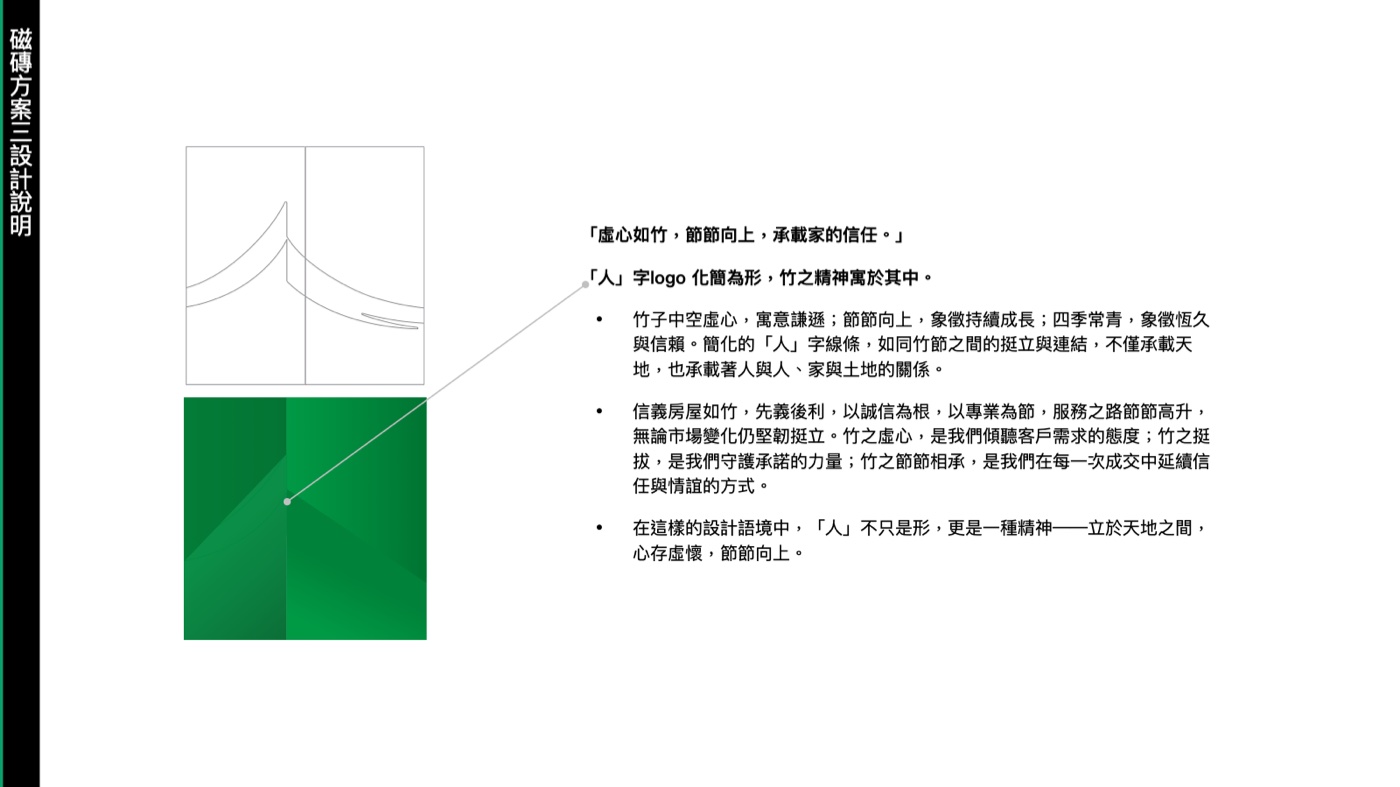 磁磚方案三設計說明
「虛心如竹，節節向上，承載家的信任。」
「人」字logo 化簡為形，竹之精神寓於其中。
• 竹子中空虛心，寓意謙遜；節節向上，象徵持續成長；四季常青，象徵恆久
與信賴。簡化的「人」字線條，如同竹節之間的挺立與連結，不僅承載天
地，也承載著人與人、家與土地的關係。
• 信義房屋如竹，先義後利，以誠信為根，以專業為節，服務之路節節高升，
無論市場變化仍堅韌挺立。竹之虛心，是我們傾聽客戶需求的態度；竹之挺
拔，是我們守護承諾的力量；竹之節節相承，是我們在每一次成交中延續信
任與情誼的方式。
• 在這樣的設計語境中，「人」不只是形，更是一種精神——立於天地之間，
心存虛懷，節節向上。